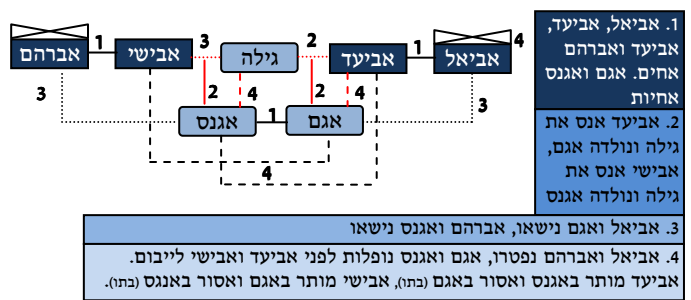 אברהם
1
אבישי
3
גילה
2
אביעד
1
אביאל
4
3
2
4
2
4
3
אגנס
1
אגם
4
1. אביאל, אביעד,
אביעד ואברהם
אחים. אגם ואגנס
אחיות
2. אביעד אנס את
גילה ונולדה אגם,
אבישי אנס את
גילה ונולדה אגנס
3. אביאל ואגם נישאו, אברהם ואגנס נישאו
4. אביאל ואברהם נפטרו, אגם ואגנס נופלות לפני אביעד ואבישי לייבום.
אביעד מותר באגנס ואסור באגם (בתו), אבישי מותר באגם ואסור באנגס (בתו).